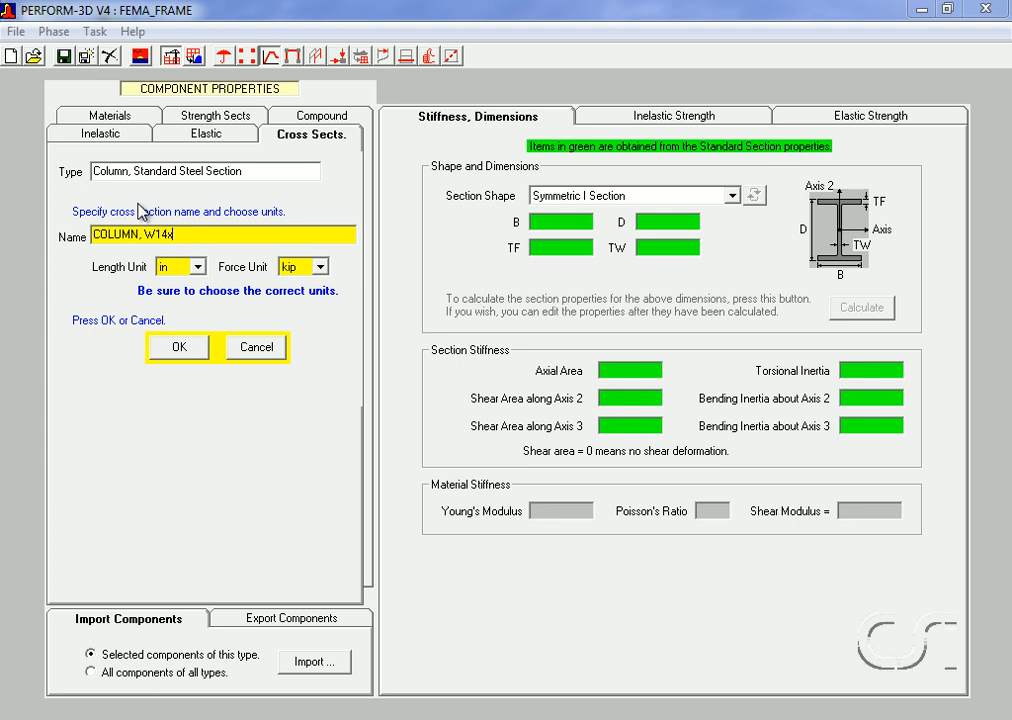 PERFORM-3D V4 : FEMA_FRAME
File Phase Task Help
COMPONENT PROPERTIES
Materials Strength Sects Compound
Inelastic Elastic Cross Sects.
Type Column, Standard Steel Section
Specify cross section name and choose units.
Name COLUMN, W14x
Length Unit in Force Unit kip
Be sure to choose the correct units.
Press OK or Cancel.
OK Cancel
Import Components Export Components
Selected components of this type.
All components of all types.
Import ...
Stiffness, Dimensions Inelastic Strength Elastic Strength
Items in green are obtained from the Standard Section properties.
Shape and Dimensions
Section Shape Symmetric I Section
B D
TF TW
Axis 2
TF
D
Axis
TW
B
To calculate the section properties for the above dimensions, press this button.
If you wish, you can edit the properties after they have been calculated.
Calculate
Section Stiffness
Axial Area Torsional Inertia
Shear Area along Axis 2 Bending Inertia about Axis 2
Shear Area along Axis 3 Bending Inertia about Axis 3
Shear area = 0 means no shear deformation.
Material Stiffness
Young's Modulus Poisson's Ratio Shear Modulus =